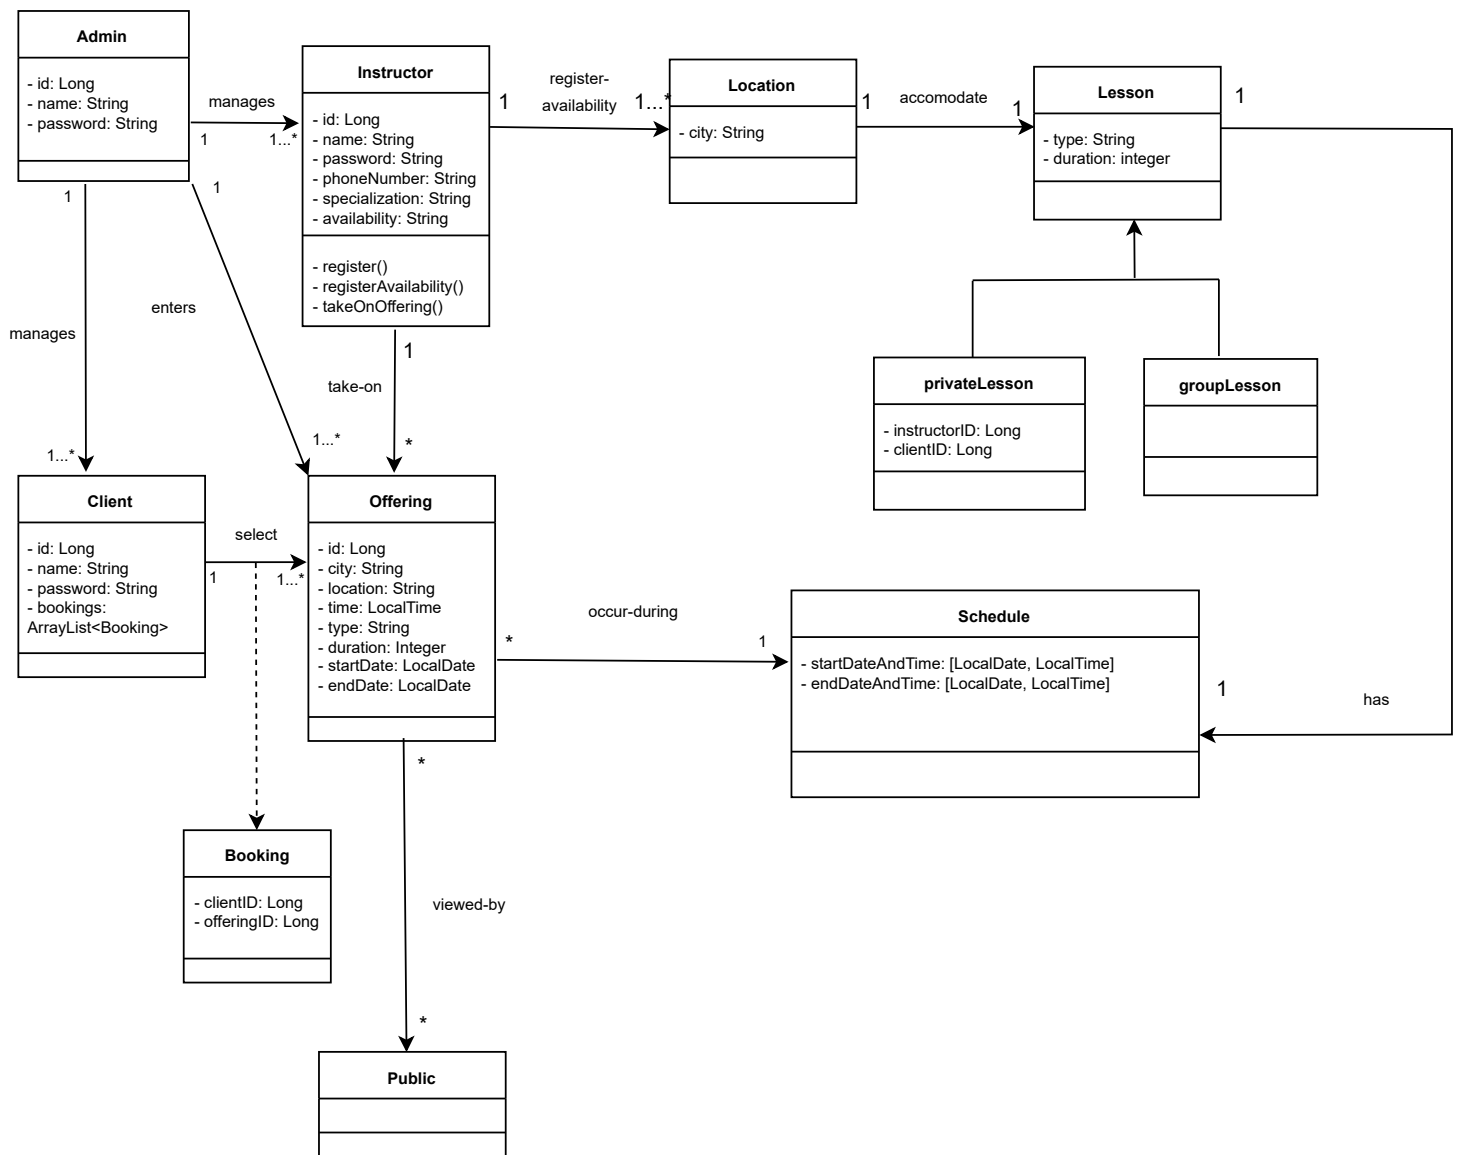 Admin
- id: Long
- name: String
- password: String
manages
1
1...*
Instructor
- id: Long
- name: String
- password: String
- phoneNumber: String
- specialization: String
- availability: String
- register()
- registerAvailability()
- takeOnOffering()
1
register-
availability
1...*
Location
- city: String
1
accomodate
1
Lesson
- type: String
- duration: integer
1
1
manages
1...*
1
enters
1...*
1
take-on
*
privateLesson
- instructorID: Long
- clientID: Long
groupLesson
Client
- id: Long
- name: String
- password: String
- bookings:
ArrayList<Booking>
select
1
1...*
Offering
- id: Long
- city: String
- location: String
- time: LocalTime
- type: String
- duration: Integer
- startDate: LocalDate
- endDate: LocalDate
*
occur-during
1
Schedule
- startDateAndTime: [LocalDate, LocalTime]
- endDateAndTime: [LocalDate, LocalTime]
1
has
Booking
- clientID: Long
- offeringID: Long
*
viewed-by
*
Public